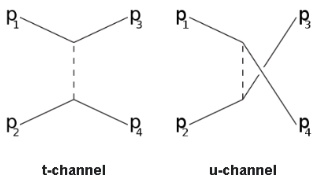 p1 p3 p1 p3
p2 p4 p2 p4
t-channel u-channel